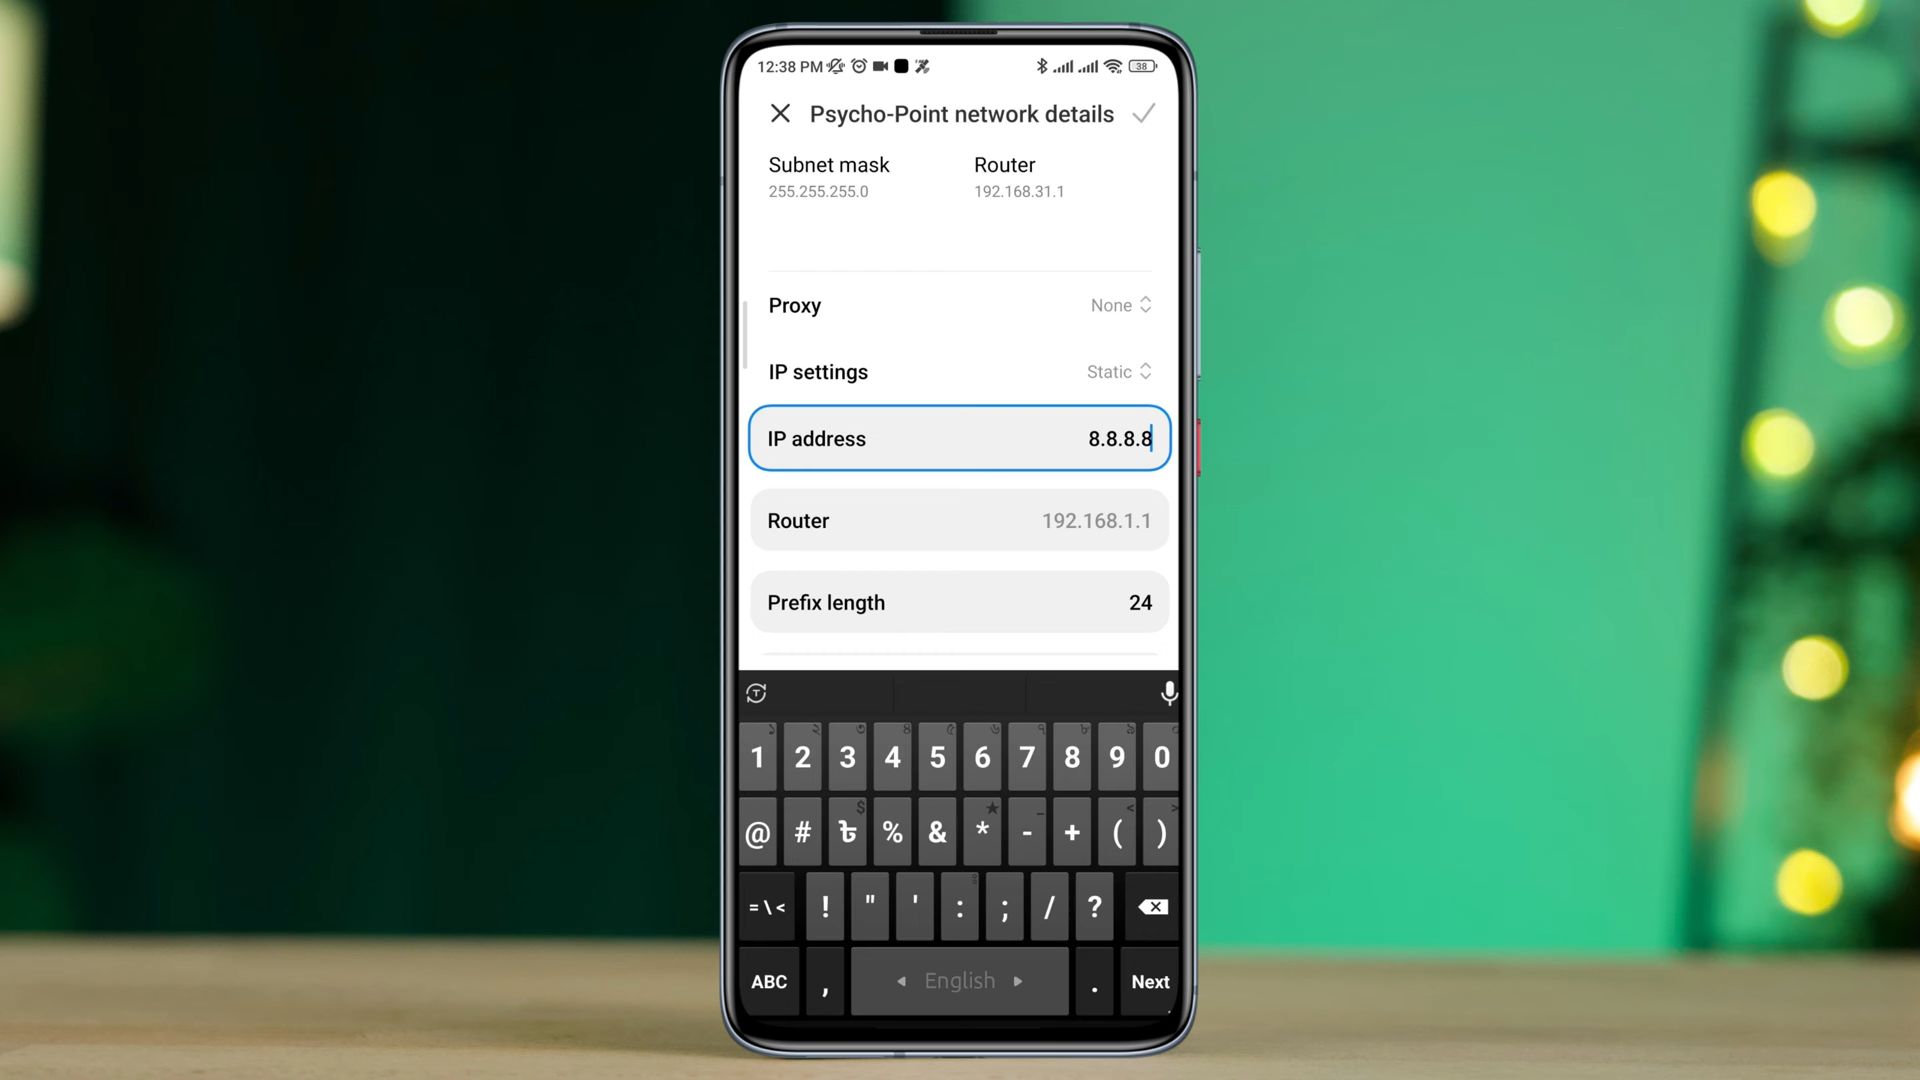 12:38 PM 38
Psycho-Point network details
Subnet mask Router
255.255.255.0 192.168.31.1
Proxy None
IP settings Static
IP address 8.8.8.8
Router 192.168.1.1
Prefix length 24
1 2 3 4 5 6 7 8 9 0
@ # ৳ % & * - + ( )
=\< ! " ' : ; / ?
ABC , English . Next